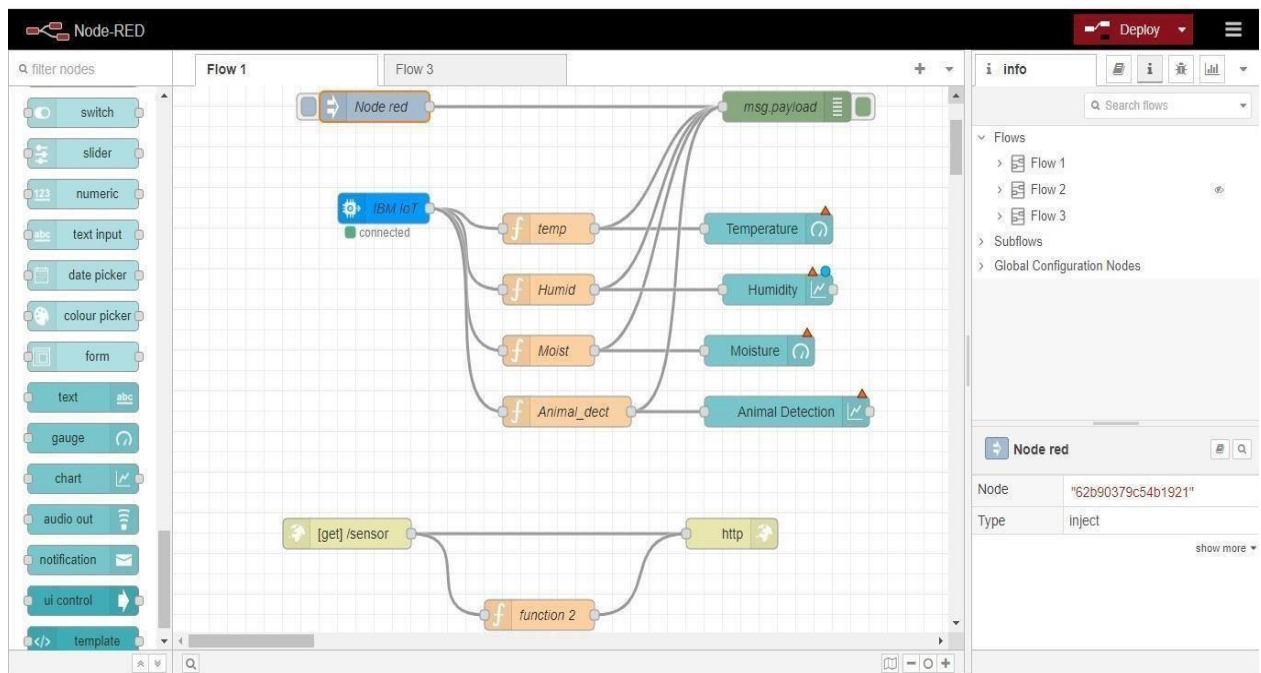 Node-RED
Deploy
filter nodes
switch
slider
123 numeric
abc text input
date picker
colour picker
form
text abc
gauge
chart
audio out
notification
ui control
</> template
Flow 1
Flow 3
Node red
msg.payload
IBM IoT
connected
f temp
Temperature
f Humid
Humidity
f Moist
Moisture
f Animal_dect
Animal Detection
[get] /sensor
http
f function 2
i info
i
Search flows
Flows
Flow 1
Flow 2
Flow 3
Subflows
Global Configuration Nodes
Node red
Node "62b90379c54b1921"
Type inject
show more